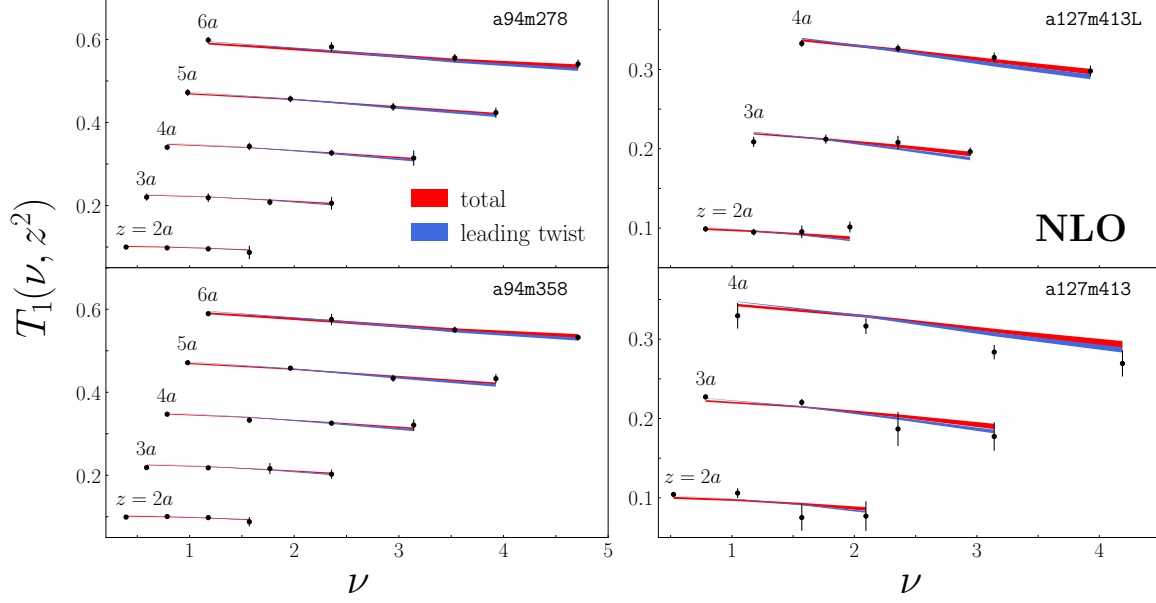 a94m278
6a
0.6
5a
0.4
4a
3a
0.2
z = 2a
total
leading twist
a127m413L
4a
0.3
3a
0.2
z = 2a
0.1
NLO
T₁(ν, z²)
a94m358
6a
0.6
5a
0.4
4a
3a
0.2
z = 2a
1 2 3 4 5
ν
a127m413
4a
0.3
3a
0.2
z = 2a
0.1
1 2 3 4
ν